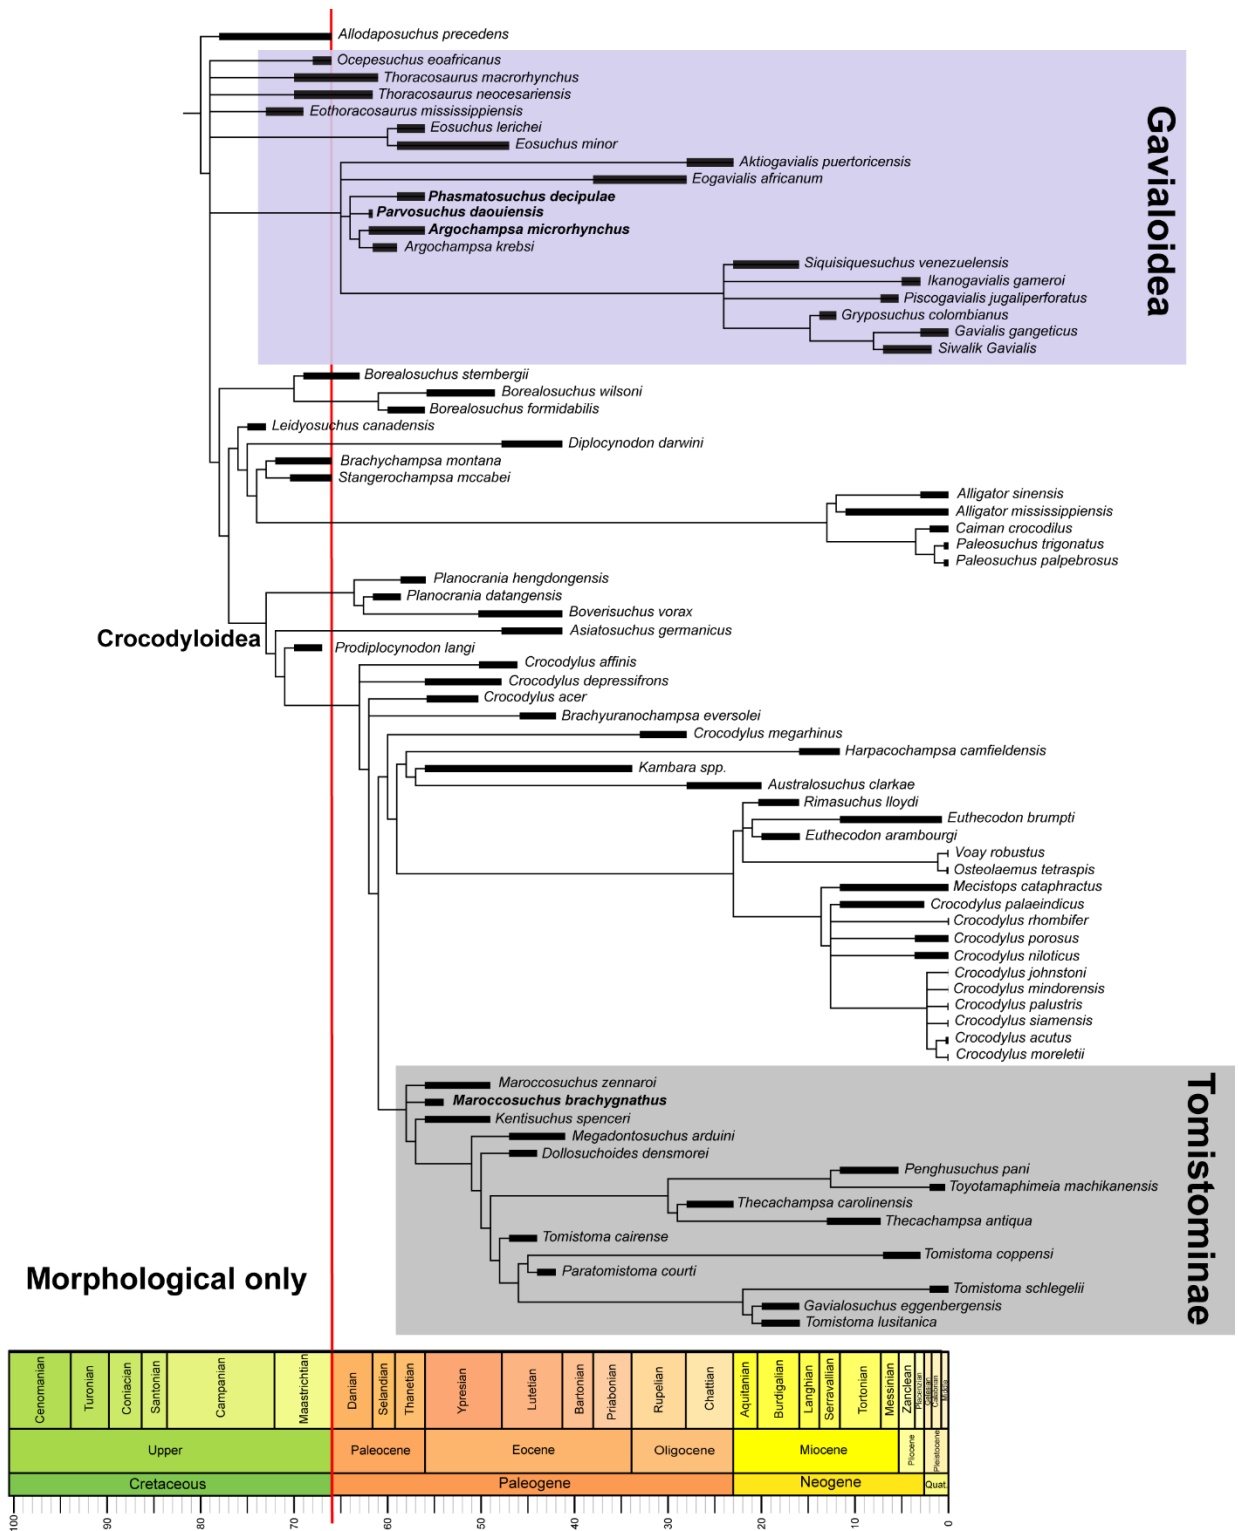 Allodaposuchus precedens
Ocepesuchus eoafricanus
Thoracosaurus macrorhynchus
Thoracosaurus neocesariensis
Eothoracosaurus mississippiensis
Eosuchus lerichei
Eosuchus minor
Aktiogavialis puertoricensis
Eogavialis africanum
Phasmatosuchus decipulae
Parvosuchus daouiensis
Argochampsa microrhynchus
Argochampsa krebsi
Siquisiquesuchus venezuelensis
Ikanogavialis gameroi
Piscogavialis jugaliperforatus
Gryposuchus colombianus
Gavialis gangeticus
Siwalik Gavialis
Gavialoidea
Borealosuchus sternbergii
Borealosuchus wilsoni
Borealosuchus formidabilis
Leidyosuchus canadensis
Diplocynodon darwini
Brachychampsa montana
Stangerochampsa mccabei
Alligator sinensis
Alligator mississippiensis
Caiman crocodilus
Paleosuchus trigonatus
Paleosuchus palpebrosus
Planocrania hengdongensis
Planocrania datangensis
Boverisuchus vorax
Asiatosuchus germanicus
Crocodyloidea
Prodiplocynodon langi
Crocodylus affinis
Crocodylus depressifrons
Crocodylus acer
Brachyuranochampsa eversolei
Crocodylus megarhinus
Harpacochampsa camfieldensis
Kambara spp.
Australosuchus clarkae
Rimasuchus lloydi
Euthecodon brumpti
Euthecodon arambourgi
Voay robustus
Osteolaemus tetraspis
Mecistops cataphractus
Crocodylus palaeindicus
Crocodylus rhombifer
Crocodylus porosus
Crocodylus niloticus
Crocodylus johnstoni
Crocodylus mindorensis
Crocodylus palustris
Crocodylus siamensis
Crocodylus acutus
Crocodylus moreletii
Maroccosuchus zennaroi
Maroccosuchus brachygnathus
Kentisuchus spenceri
Megadontosuchus arduini
Dollosuchoides densmorei
Penghusuchus pani
Toyotamaphimeia machikanensis
Thecachampsa carolinensis
Thecachampsa antiqua
Tomistoma cairense
Tomistoma coppensi
Paratomistoma courti
Tomistoma schlegelii
Gavialosuchus eggenbergensis
Tomistoma lusitanica
Tomistominae
Morphological only
Cenomanian Turonian Coniacian Santonian Campanian Maastrichtian Danian Selandian Thanetian Ypresian Lutetian Bartonian Priabonian Rupelian Chattian Aquitanian Burdigalian Langhian Serravallian Tortonian Messinian Zanclean Piacenzian Gelasian Calabrian Middle
Upper Paleocene Eocene Oligocene Miocene Pliocene Pleistocene
Cretaceous Paleogene Neogene Quat.
100 90 80 70 60 50 40 30 20 10 0